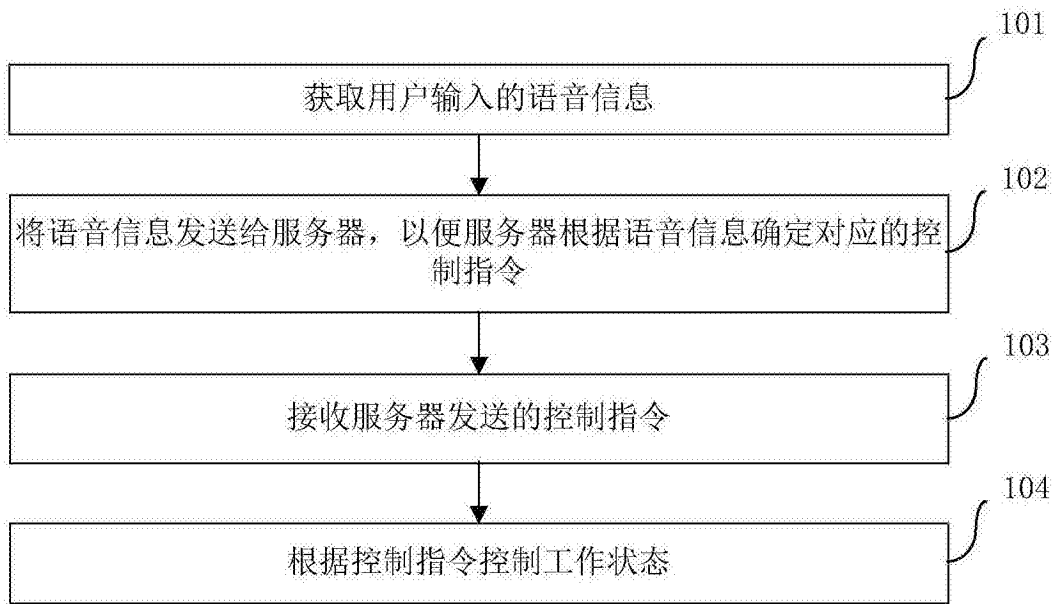 101
获取用户输入的语音信息
102
将语音信息发送给服务器，以便服务器根据语音信息确定对应的控
制指令
103
接收服务器发送的控制指令
104
根据控制指令控制工作状态